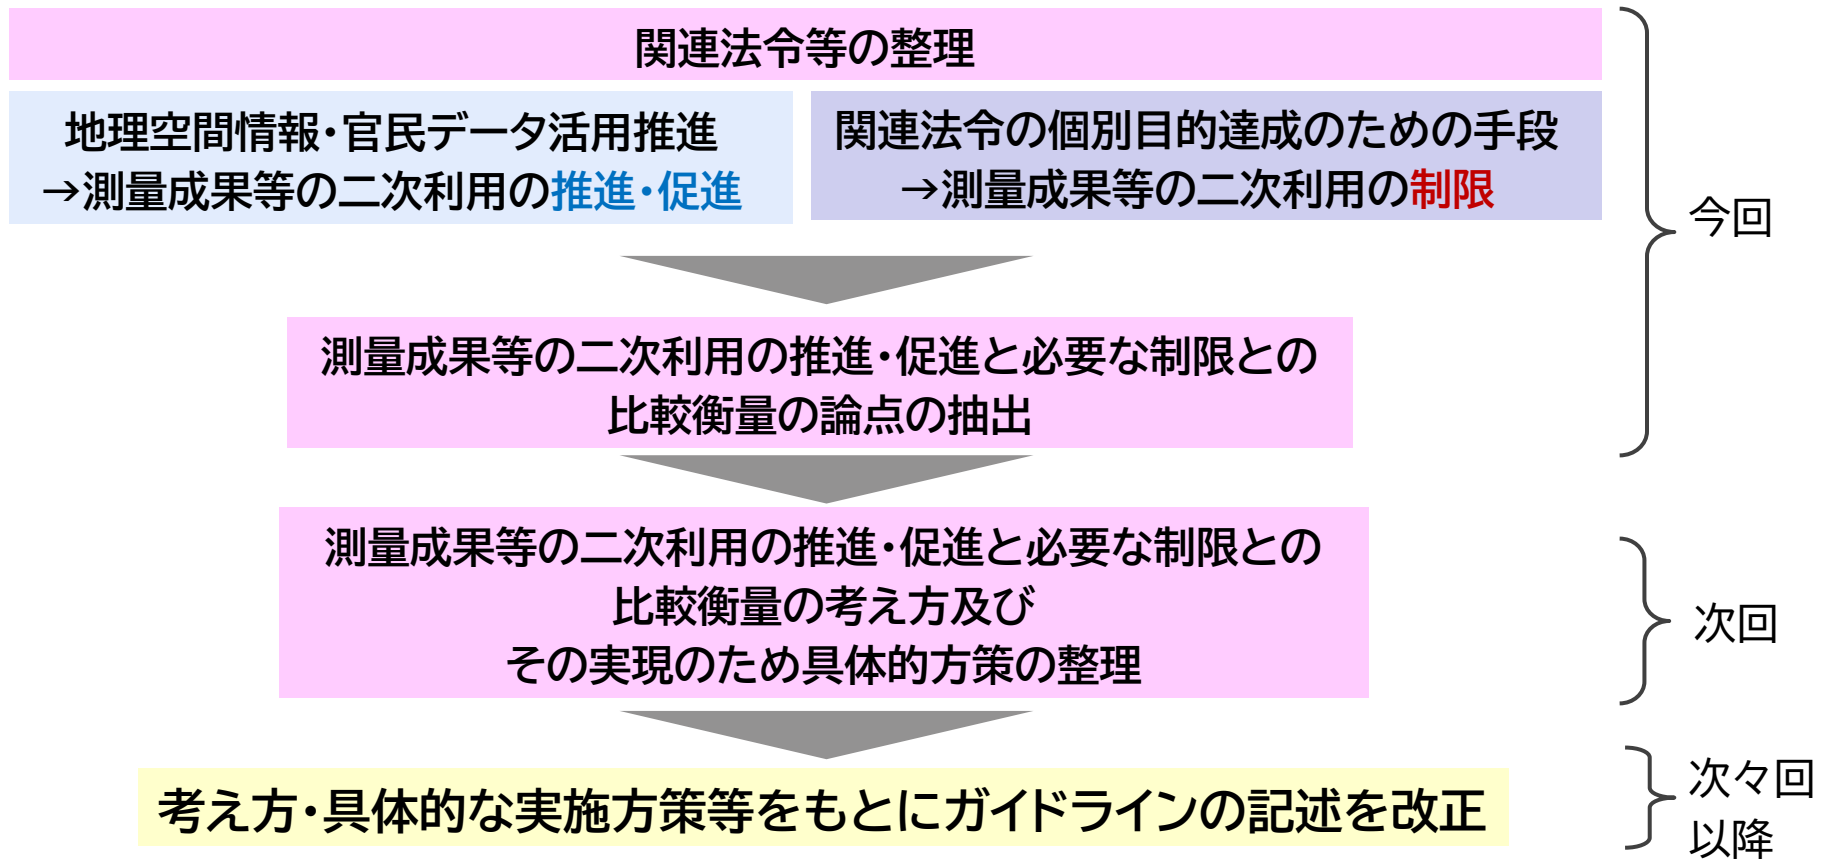 関連法令等の整理
地理空間情報・官民データ活用推進
→測量成果等の二次利用の推進・促進
関連法令の個別目的達成のための手段
→測量成果等の二次利用の制限
今回
測量成果等の二次利用の推進・促進と必要な制限との
比較衡量の論点の抽出
測量成果等の二次利用の推進・促進と必要な制限との
比較衡量の考え方及び
その実現のため具体的方策の整理
次回
考え方・具体的な実施方策等をもとにガイドラインの記述を改正
次々回
以降